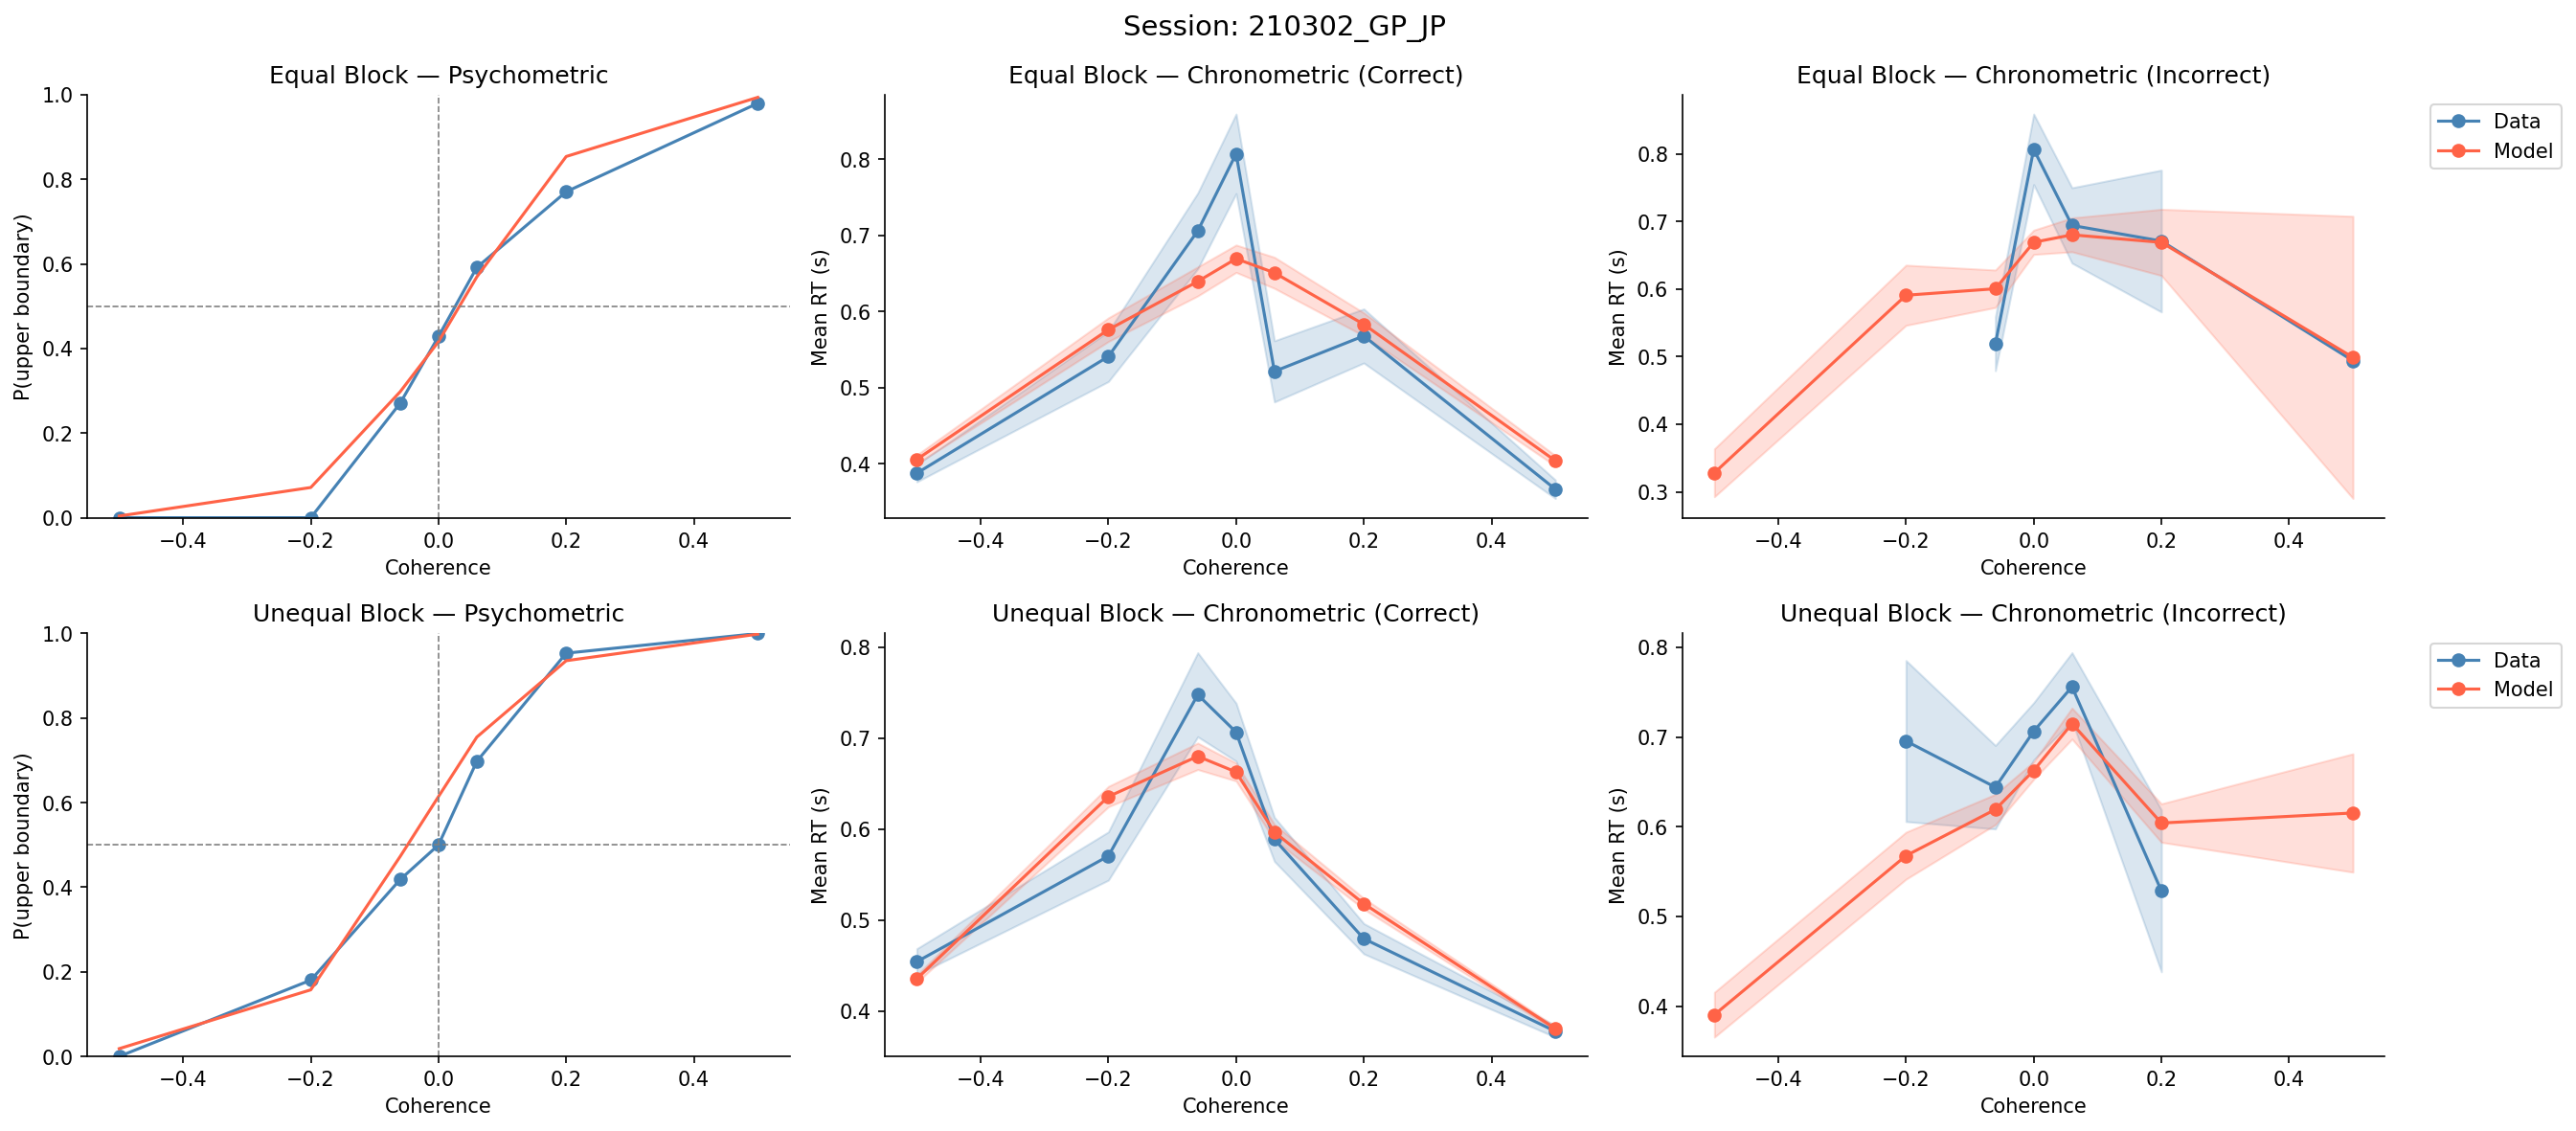 Session: 210302_GP_JP
Equal Block — Psychometric
P(upper boundary)
1.0
0.8
0.6
0.4
0.2
0.0
−0.4 −0.2 0.0 0.2 0.4
Coherence
Equal Block — Chronometric (Correct)
Mean RT (s)
0.8
0.7
0.6
0.5
0.4
−0.4 −0.2 0.0 0.2 0.4
Coherence
Equal Block — Chronometric (Incorrect)
Mean RT (s)
0.8
0.7
0.6
0.5
0.4
0.3
−0.4 −0.2 0.0 0.2 0.4
Coherence
Data
Model
Unequal Block — Psychometric
P(upper boundary)
1.0
0.8
0.6
0.4
0.2
0.0
−0.4 −0.2 0.0 0.2 0.4
Coherence
Unequal Block — Chronometric (Correct)
Mean RT (s)
0.8
0.7
0.6
0.5
0.4
−0.4 −0.2 0.0 0.2 0.4
Coherence
Unequal Block — Chronometric (Incorrect)
Mean RT (s)
0.8
0.7
0.6
0.5
0.4
−0.4 −0.2 0.0 0.2 0.4
Coherence
Data
Model